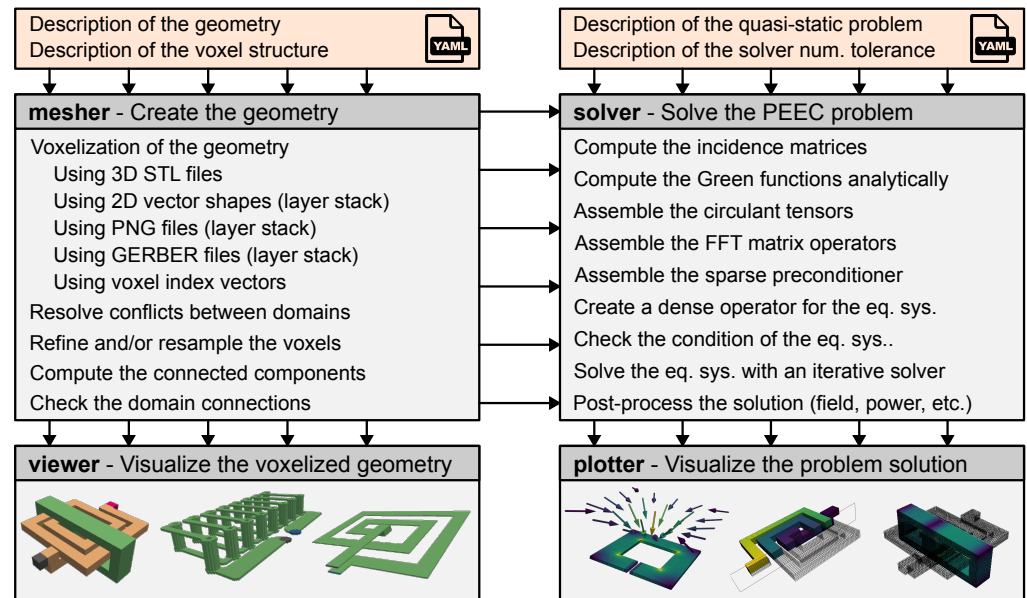 Description of the geometry
Description of the voxel structure
YAML
mesher - Create the geometry
Voxelization of the geometry
Using 3D STL files
Using 2D vector shapes (layer stack)
Using PNG files (layer stack)
Using GERBER files (layer stack)
Using voxel index vectors
Resolve conflicts between domains
Refine and/or resample the voxels
Compute the connected components
Check the domain connections
viewer - Visualize the voxelized geometry
Description of the quasi-static problem
Description of the solver num. tolerance
YAML
solver - Solve the PEEC problem
Compute the incidence matrices
Compute the Green functions analytically
Assemble the circulant tensors
Assemble the FFT matrix operators
Assemble the sparse preconditioner
Create a dense operator for the eq. sys.
Check the condition of the eq. sys..
Solve the eq. sys. with an iterative solver
Post-process the solution (field, power, etc.)
plotter - Visualize the problem solution